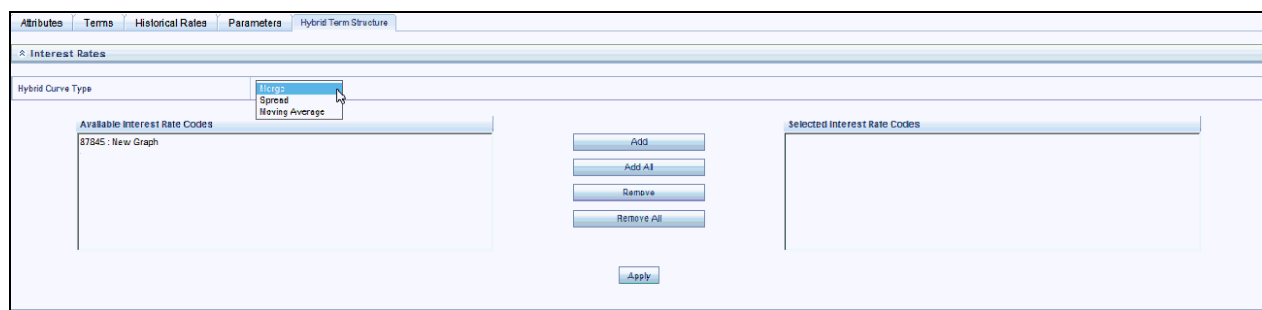 Attributes Terms Historical Rates Parameters Hybrid Term Structure
Interest Rates
Hybrid Curve Type
Merge
Spread
Moving Average
Available Interest Rate Codes
Selected Interest Rate Codes
87845 : New Graph
Add
Add All
Remove
Remove All
Apply